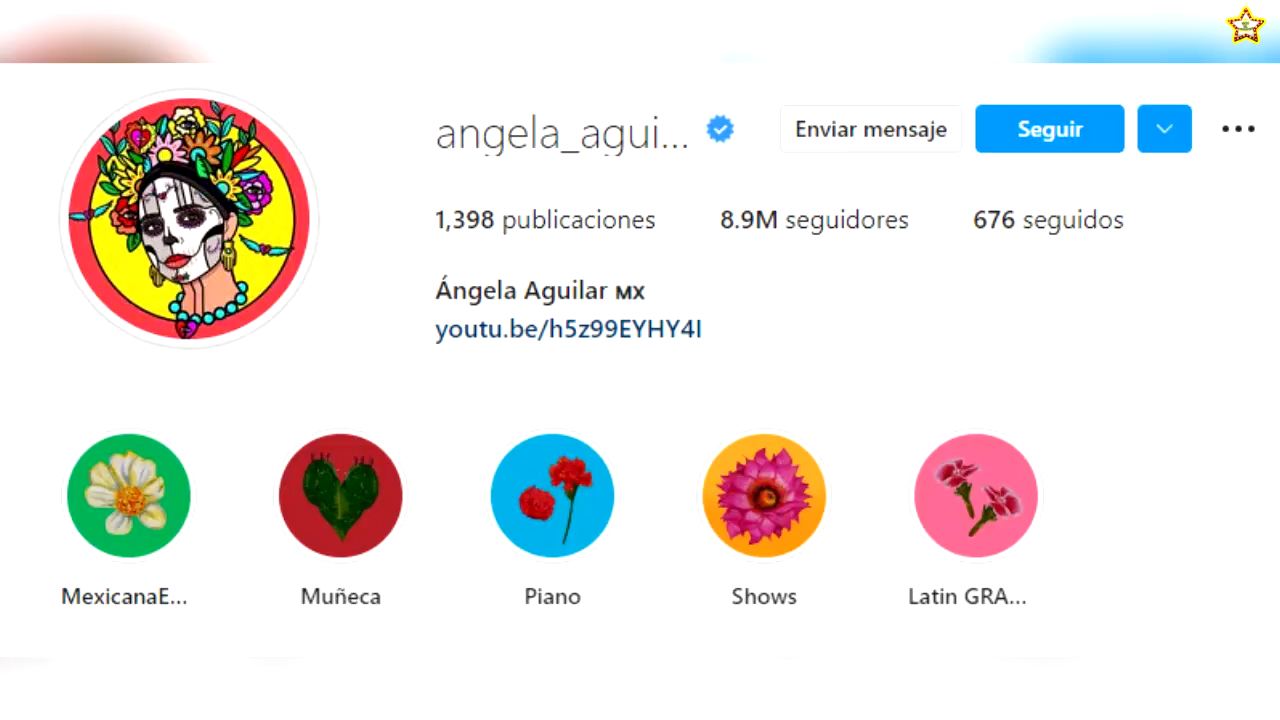 angela_agui...
Enviar mensaje
Seguir
1,398 publicaciones
8.9M seguidores
676 seguidos
Ángela Aguilar MX
youtu.be/h5z99EYHY4I
MexicanaE...
Muñeca
Piano
Shows
Latin GRA...